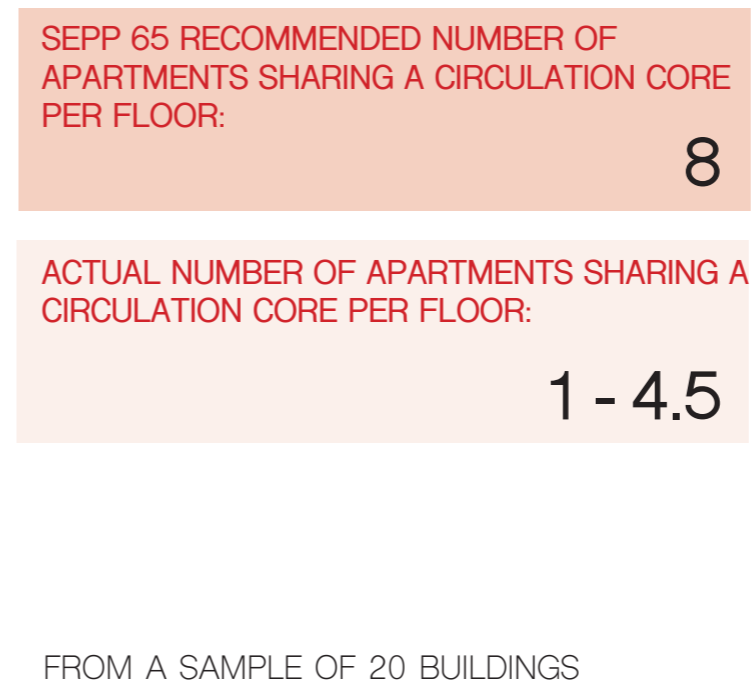 SEPP 65 RECOMMENDED NUMBER OF
APARTMENTS SHARING A CIRCULATION CORE
PER FLOOR:
8
ACTUAL NUMBER OF APARTMENTS SHARING A
CIRCULATION CORE PER FLOOR:
1 - 4.5
FROM A SAMPLE OF 20 BUILDINGS